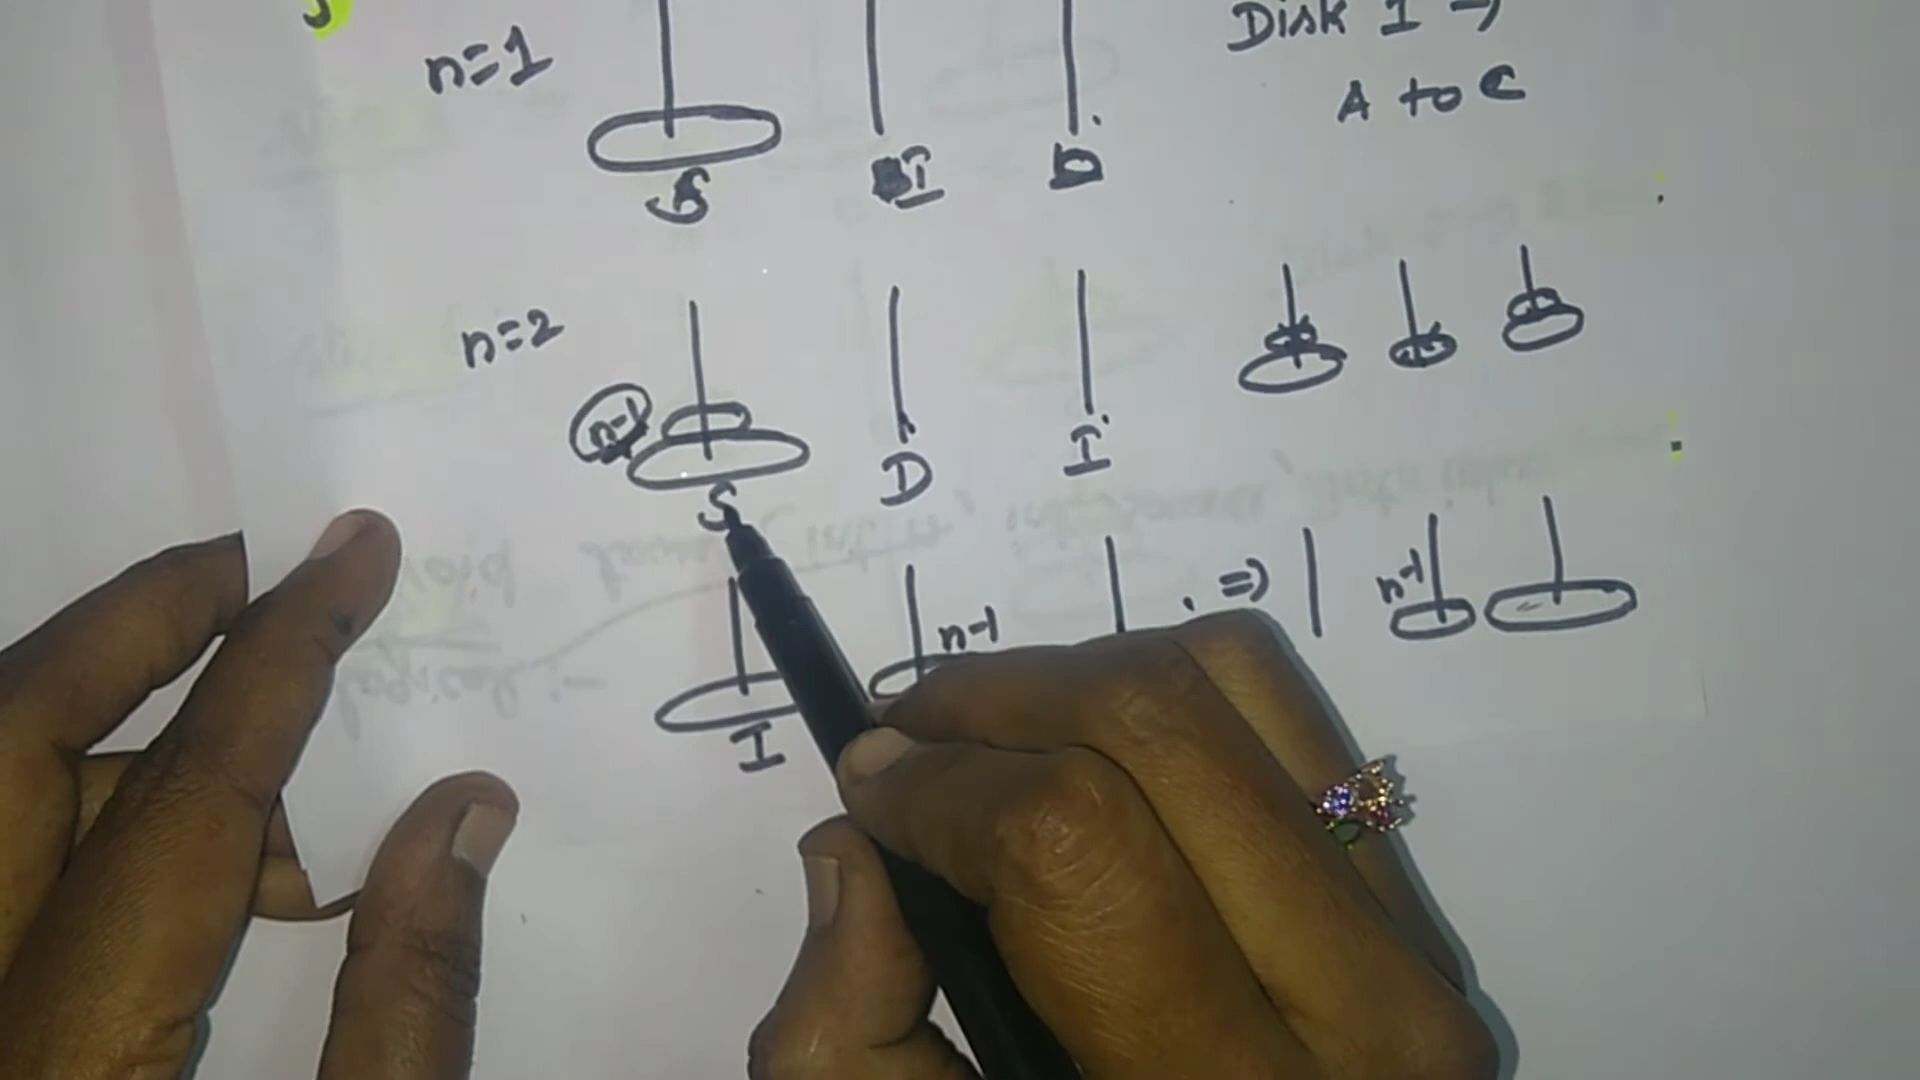 Disk 1 →
n=1
A to C
S I D
n=2
n-1
D I
S
n-1 ⇒ n-1
I